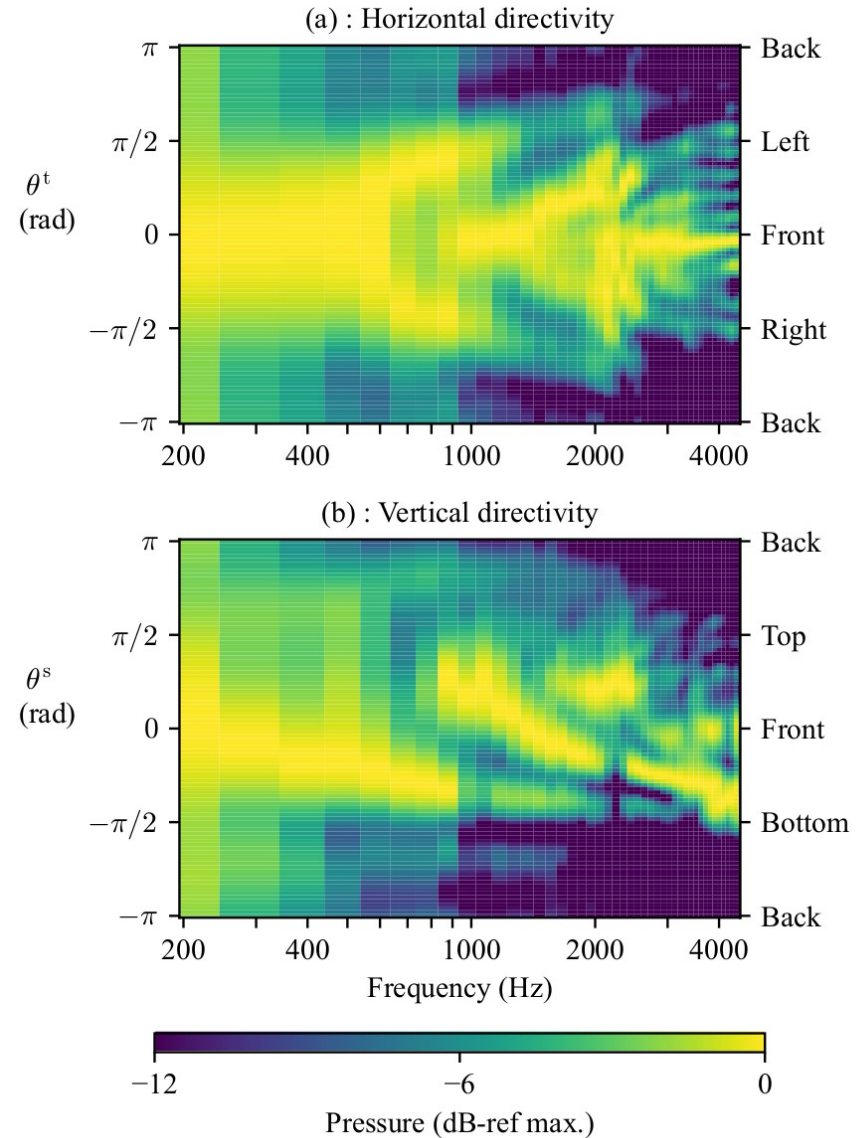 (a) : Horizontal directivity
π Back
π/2 Left
θᵗ
(rad)
0 Front
−π/2 Right
−π Back
200 400 1000 2000 4000
(b) : Vertical directivity
π Back
π/2 Top
θˢ
(rad)
0 Front
−π/2 Bottom
−π Back
200 400 1000 2000 4000
Frequency (Hz)
−12 −6 0
Pressure (dB-ref max.)